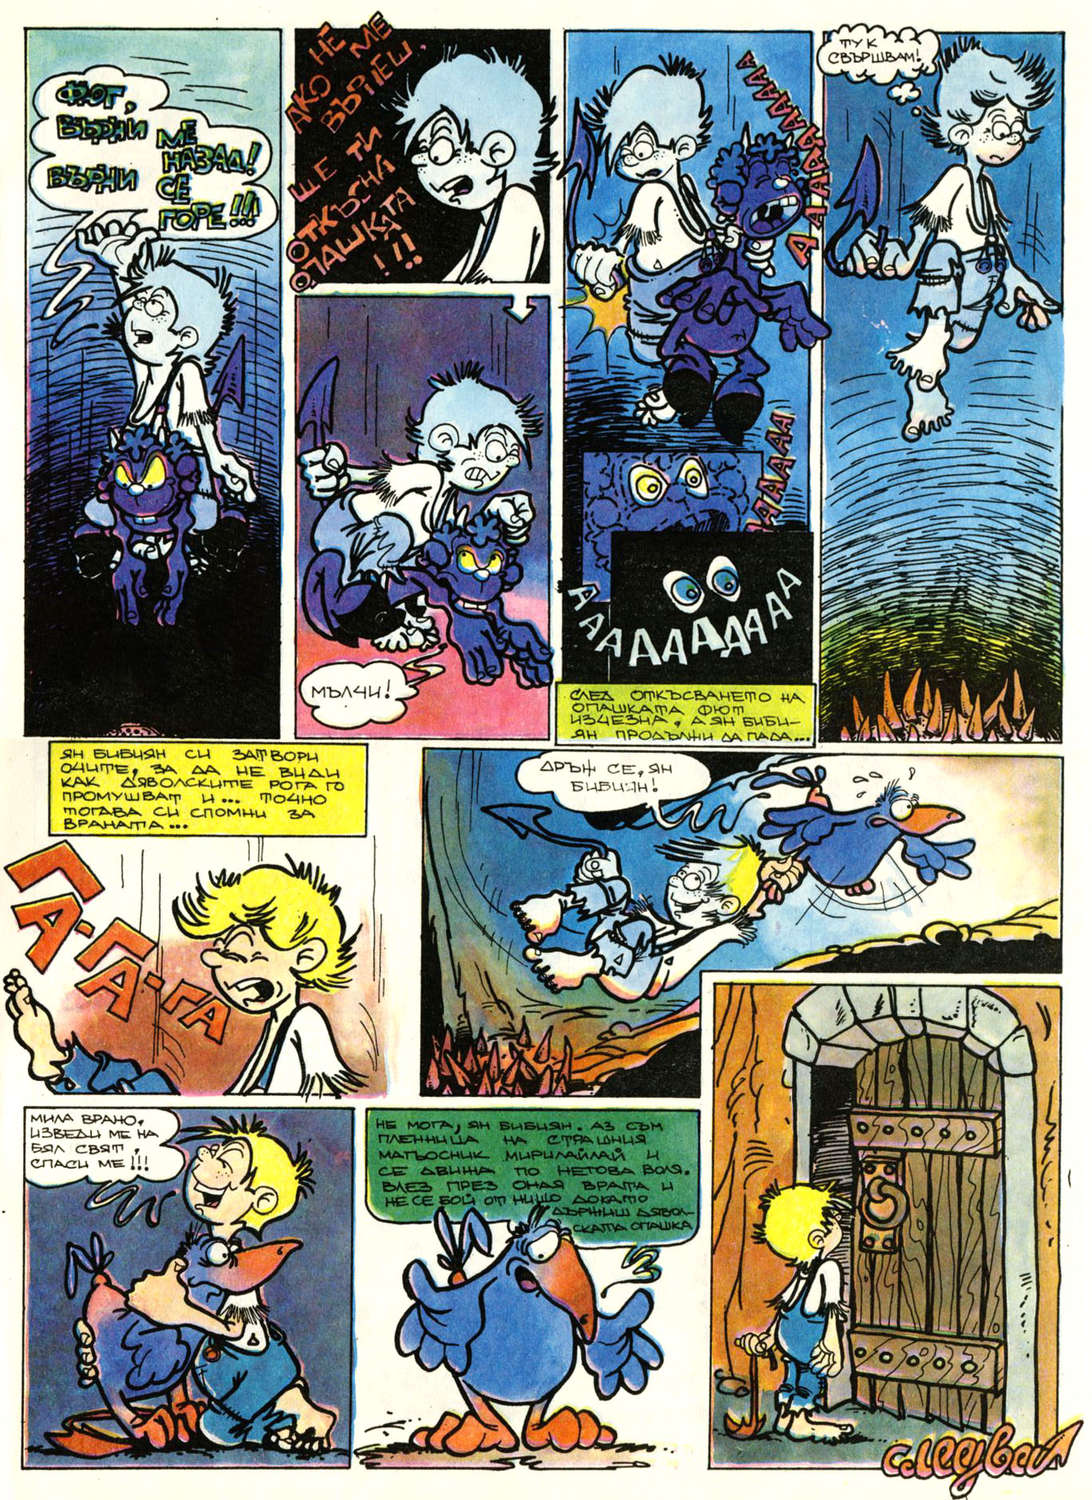 ФЮТ,
ВЪРНИ
ВЪРНИ
МЕ
НАЗАД!
СЕ
ГОРЕ!!!
АКО НЕ МЕ
ВЪРНЕШ,
ЩЕ ТИ
ОТКЪСНА
ОПАШКАТА
!!!
МЪЛЧИ!
АААААААААААА
ААААААА
АААААААААА
СЛЕД ОТКЪСВАНЕТО НА
ОПАШКАТА ФЮТ
ИЗЧЕЗНА, А ЯН БИБИ-
ЯН ПРОДЪЛЖИ ДА ПАДА...
ТУК
СВЪРШВАМ!
ЯН БИБИЯН СИ ЗАТВОРИ
ОЧИТЕ, ЗА ДА НЕ ВИДИ
КАК ДЯВОЛСКИТЕ РОГА ГО
ПРОМУШВАТ И... ТОЧНО
ТОГАВА СИ СПОМНИ ЗА
ВРАНАТА...
ГА-ГА-ГА-ГА
ДРЪЖ СЕ, ЯН
БИБИЯН!
МИЛА ВРАНО,
ИЗВЕДИ МЕ НА
БЯЛ СВЯТ,
СПАСИ МЕ!!!
НЕ МОГА, ЯН БИБИЯН. АЗ СЪМ
ПЛЕННИЦА НА СТРАШНИЯ
МАГЬОСНИК МИРИЛАЙЛАЙ И
СЕ ДВИЖА ПО НЕГОВА ВОЛЯ.
ВЛЕЗ ПРЕЗ ОНАЯ ВРАТА И
НЕ СЕ БОЙ ОТ НИЩО ДОКАТО
ДЪРЖИШ ДЯВОЛ-
СКАТА ОПАШКА
следва